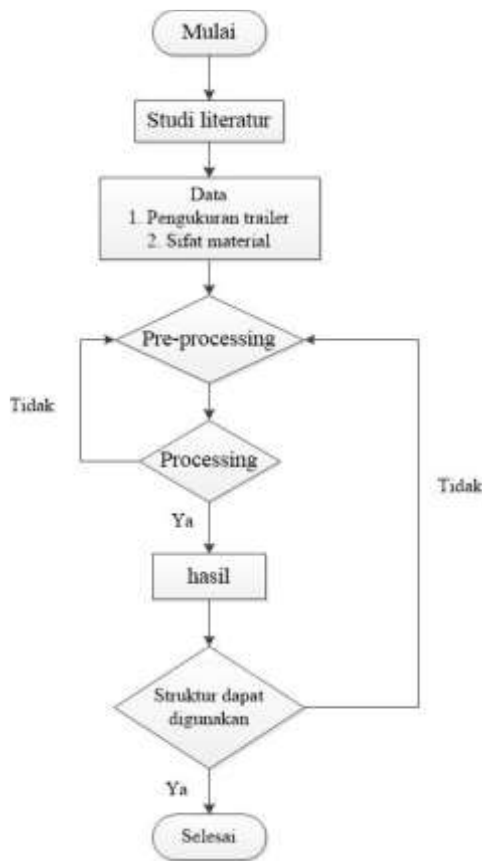 Mulai
Studi literatur
Data
1. Pengukuran trailer
2. Sifat material
Pre-processing
Tidak
Processing
Tidak
Ya
hasil
Struktur dapat
digunakan
Ya
Selesai